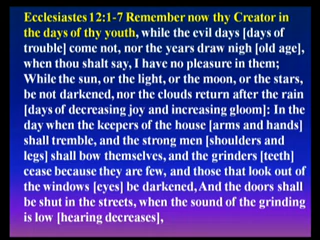 Ecclesiastes 12:1-7 Remember now thy Creator in
the days of thy youth, while the evil days [days of
trouble] come not, nor the years draw nigh [old age],
when thou shalt say, I have no pleasure in them;
While the sun, or the light, or the moon, or the stars,
be not darkened, nor the clouds return after the rain
[days of decreasing joy and increasing gloom]: In the
day when the keepers of the house [arms and hands]
shall tremble, and the strong men [shoulders and
legs] shall bow themselves, and the grinders [teeth]
cease because they are few, and those that look out of
the windows [eyes] be darkened, And the doors shall
be shut in the streets, when the sound of the grinding
is low [hearing decreases],